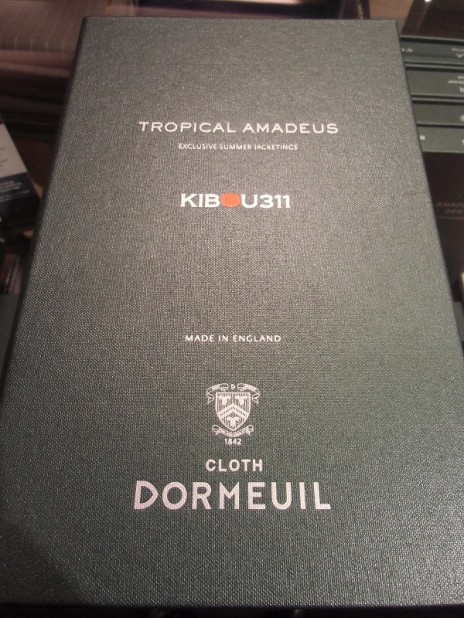 TROPICAL AMADEUS
EXCLUSIVE SUMMER JACKETINGS
KIBOU311
MADE IN ENGLAND
D
1842
CLOTH
DORMEUIL